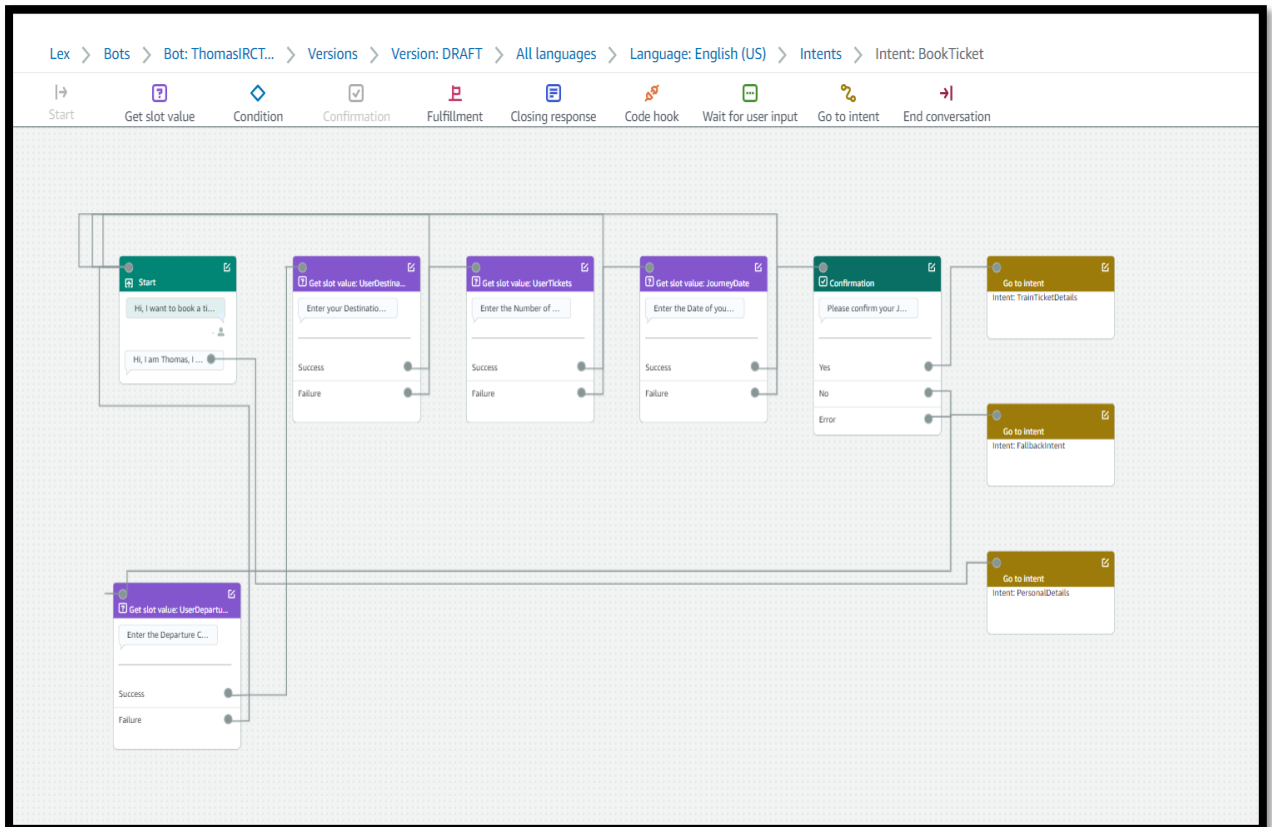 Lex > Bots > Bot: ThomasIRCT... > Versions > Version: DRAFT > All languages > Language: English (US) > Intents > Intent: BookTicket
Start Get slot value Condition Confirmation Fulfillment Closing response Code hook Wait for user input Go to intent End conversation
Start
Hi, I want to book a ti...
Hi, I am Thomas, I ...
Get slot value: UserDestina...
Enter your Destinatio...
Success
Failure
Get slot value: UserTickets
Enter the Number of ...
Success
Failure
Get slot value: JourneyDate
Enter the Date of you...
Success
Failure
Confirmation
Please confirm your J...
Yes
No
Error
Go to intent
Intent: TrainTicketDetails
Go to intent
Intent: FallbackIntent
Go to intent
Intent: PersonalDetails
Get slot value: UserDepartu...
Enter the Departure C...
Success
Failure